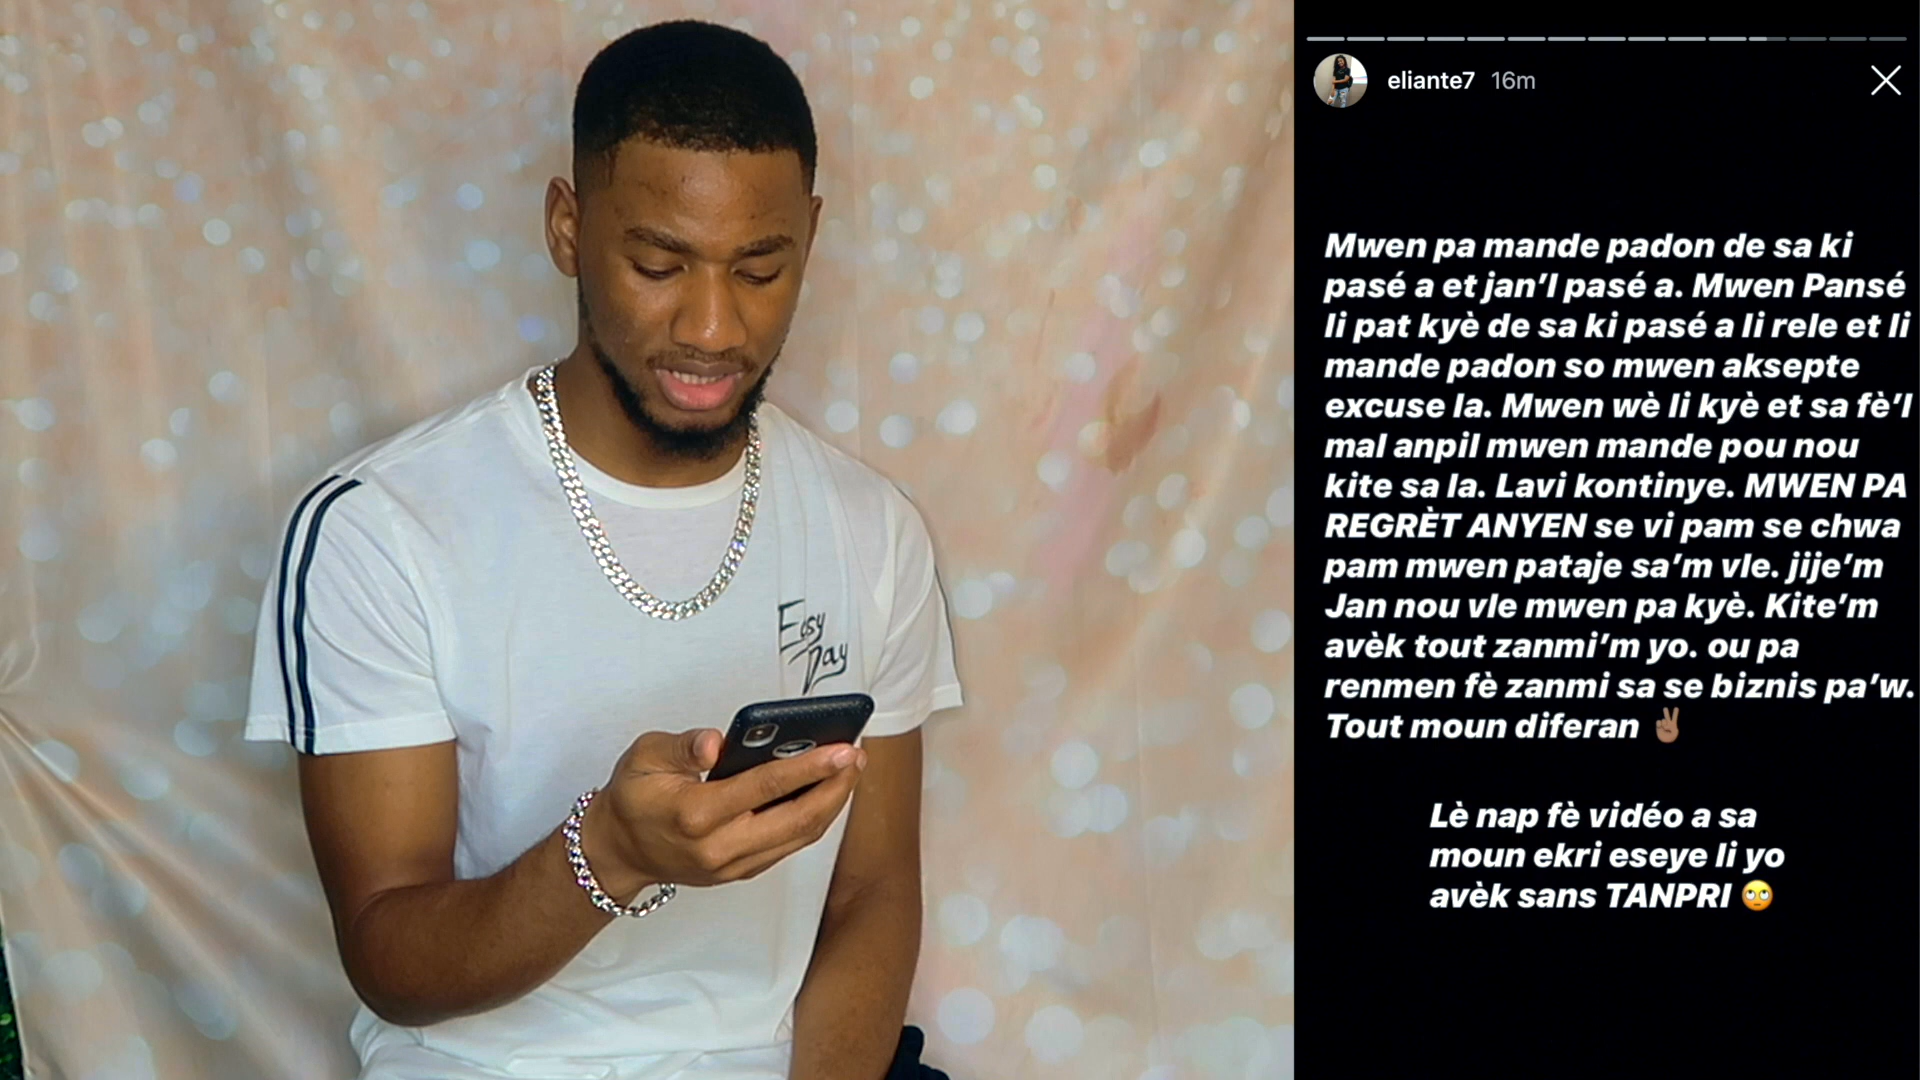 Easy
Day
eliante7 16m
Mwen pa mande padon de sa ki
pasé a et jan’l pasé a. Mwen Pansé
li pat kyè de sa ki pasé a li rele et li
mande padon so mwen aksepte
excuse la. Mwen wè li kyè et sa fè’l
mal anpil mwen mande pou nou
kite sa la. Lavi kontinye. MWEN PA
REGRÈT ANYEN se vi pam se chwa
pam mwen pataje sa’m vle. jije’m
Jan nou vle mwen pa kyè. Kite’m
avèk tout zanmi’m yo. ou pa
renmen fè zanmi sa se biznis pa’w.
Tout moun diferan ✌🏽
Lè nap fè vidéo a sa
moun ekri eseye li yo
avèk sans TANPRI 🙄